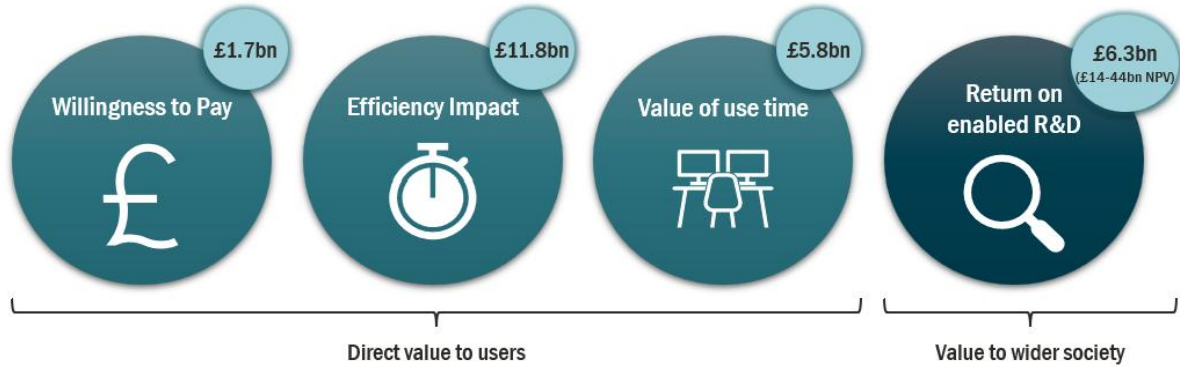 £1.7bn
Willingness to Pay
£
£11.8bn
Efficiency Impact
£5.8bn
Value of use time
£6.3bn
(£14-44bn NPV)
Return on
enabled R&D
Direct value to users
Value to wider society